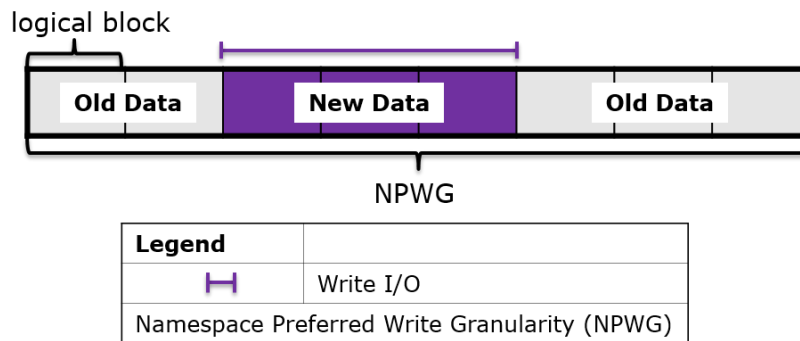 logical block
Old Data New Data Old Data
NPWG
Legend
Write I/O
Namespace Preferred Write Granularity (NPWG)